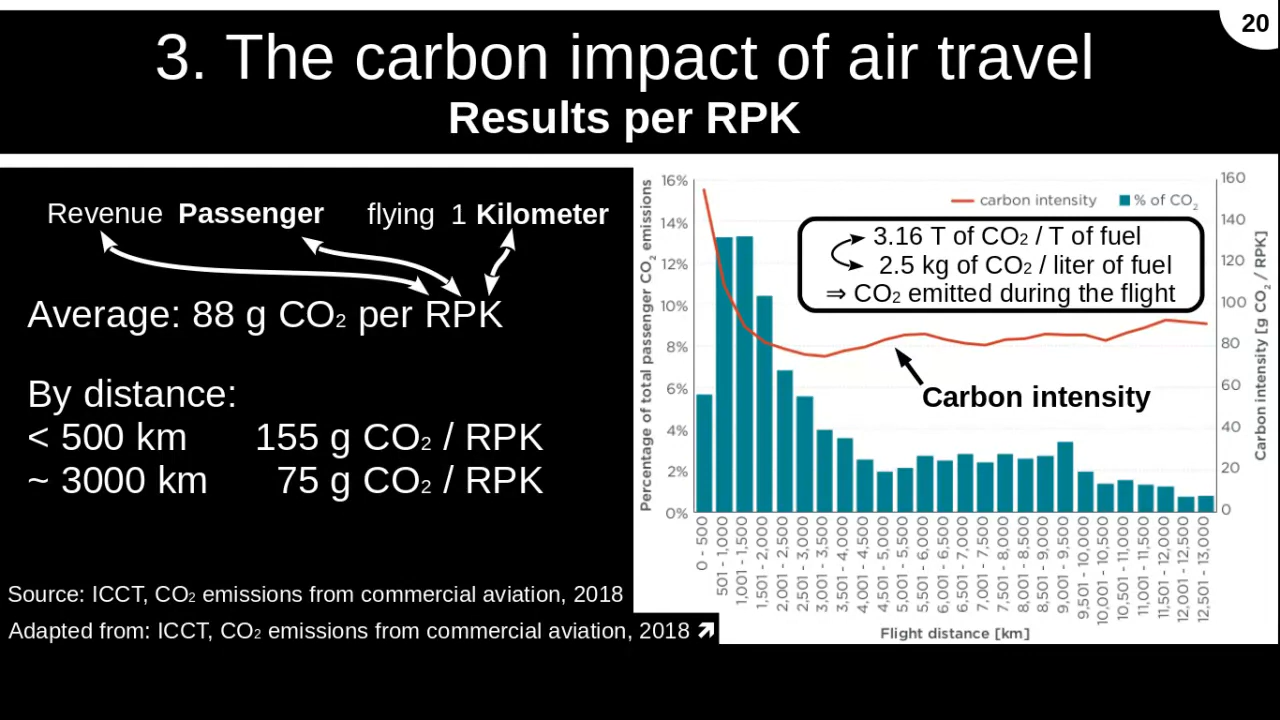 20
3. The carbon impact of air travel
Results per RPK
Revenue Passenger flying 1 Kilometer
Average: 88 g CO₂ per RPK
By distance:
< 500 km 155 g CO₂ / RPK
~ 3000 km 75 g CO₂ / RPK
Source: ICCT, CO₂ emissions from commercial aviation, 2018
Adapted from: ICCT, CO₂ emissions from commercial aviation, 2018
Percentage of total passenger CO₂ emissions
16%
14%
12%
10%
8%
6%
4%
2%
0%
carbon intensity
% of CO₂
3.16 T of CO₂ / T of fuel
2.5 kg of CO₂ / liter of fuel
⇒ CO₂ emitted during the flight
Carbon intensity
160
140
120
100
80
60
40
20
0
Carbon intensity [g CO₂ / RPK]
0 - 500
501 - 1,000
1,001 - 1,500
1,501 - 2,000
2,001 - 2,500
2,501 - 3,000
3,001 - 3,500
3,501 - 4,000
4,001 - 4,500
4,501 - 5,000
5,001 - 5,500
5,501 - 6,000
6,001 - 6,500
6,501 - 7,000
7,001 - 7,500
7,501 - 8,000
8,001 - 8,500
8,501 - 9,000
9,001 - 9,500
9,501 - 10,000
10,001 - 10,500
10,501 - 11,000
11,001 - 11,500
11,501 - 12,000
12,001 - 12,500
12,501 - 13,000
Flight distance [km]